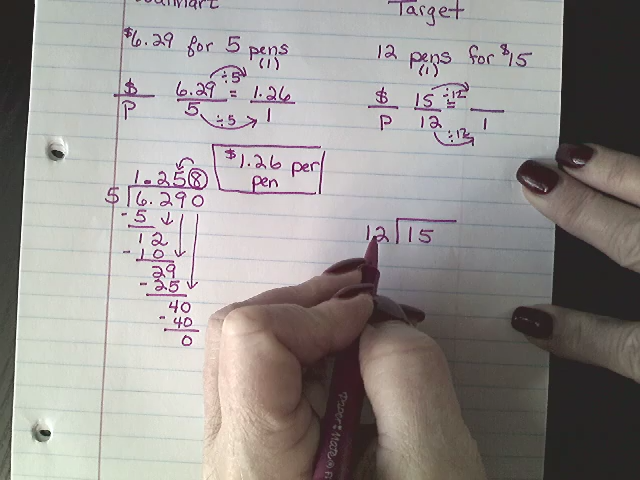 Target
$6.29 for 5 pens
(1)
12 pens for $15
(1)
$ 6.29 ÷5 = 1.26
P 5 ÷5 1
$ 15 ÷12 =
P 12 ÷12 1
1.258
5 6.290
- 5
12
- 10
29
- 25
40
- 40
0
$1.26 per
pen
12 15